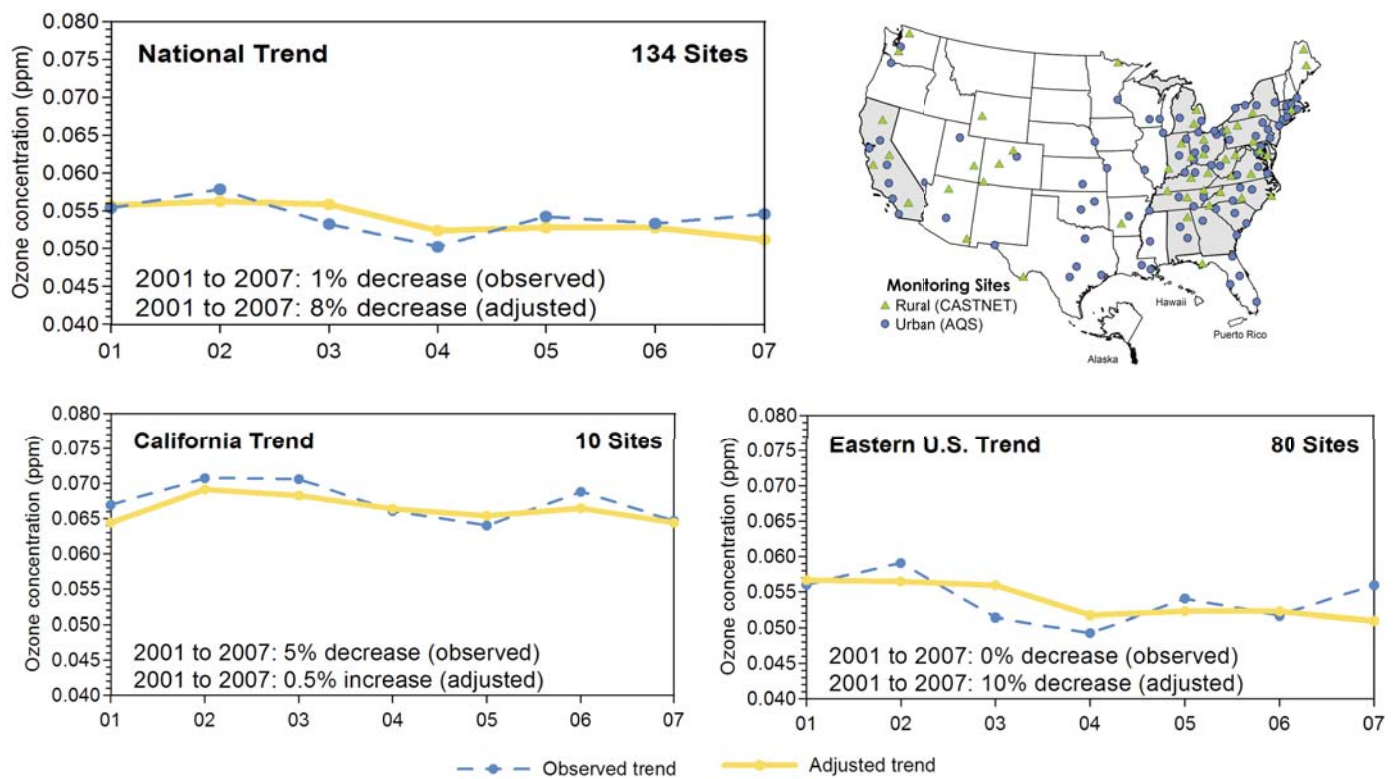 National Trend
134 Sites
Ozone concentration (ppm)
0.080
0.075
0.070
0.065
0.060
0.055
0.050
0.045
0.040
2001 to 2007: 1% decrease (observed)
2001 to 2007: 8% decrease (adjusted)
01 02 03 04 05 06 07
Monitoring Sites
Rural (CASTNET)
Urban (AQS)
Hawaii
Puerto Rico
Alaska
California Trend
10 Sites
Ozone concentration (ppm)
0.080
0.075
0.070
0.065
0.060
0.055
0.050
0.045
0.040
2001 to 2007: 5% decrease (observed)
2001 to 2007: 0.5% increase (adjusted)
01 02 03 04 05 06 07
Eastern U.S. Trend
80 Sites
Ozone concentration (ppm)
0.080
0.075
0.070
0.065
0.060
0.055
0.050
0.045
0.040
2001 to 2007: 0% decrease (observed)
2001 to 2007: 10% decrease (adjusted)
01 02 03 04 05 06 07
Observed trend
Adjusted trend